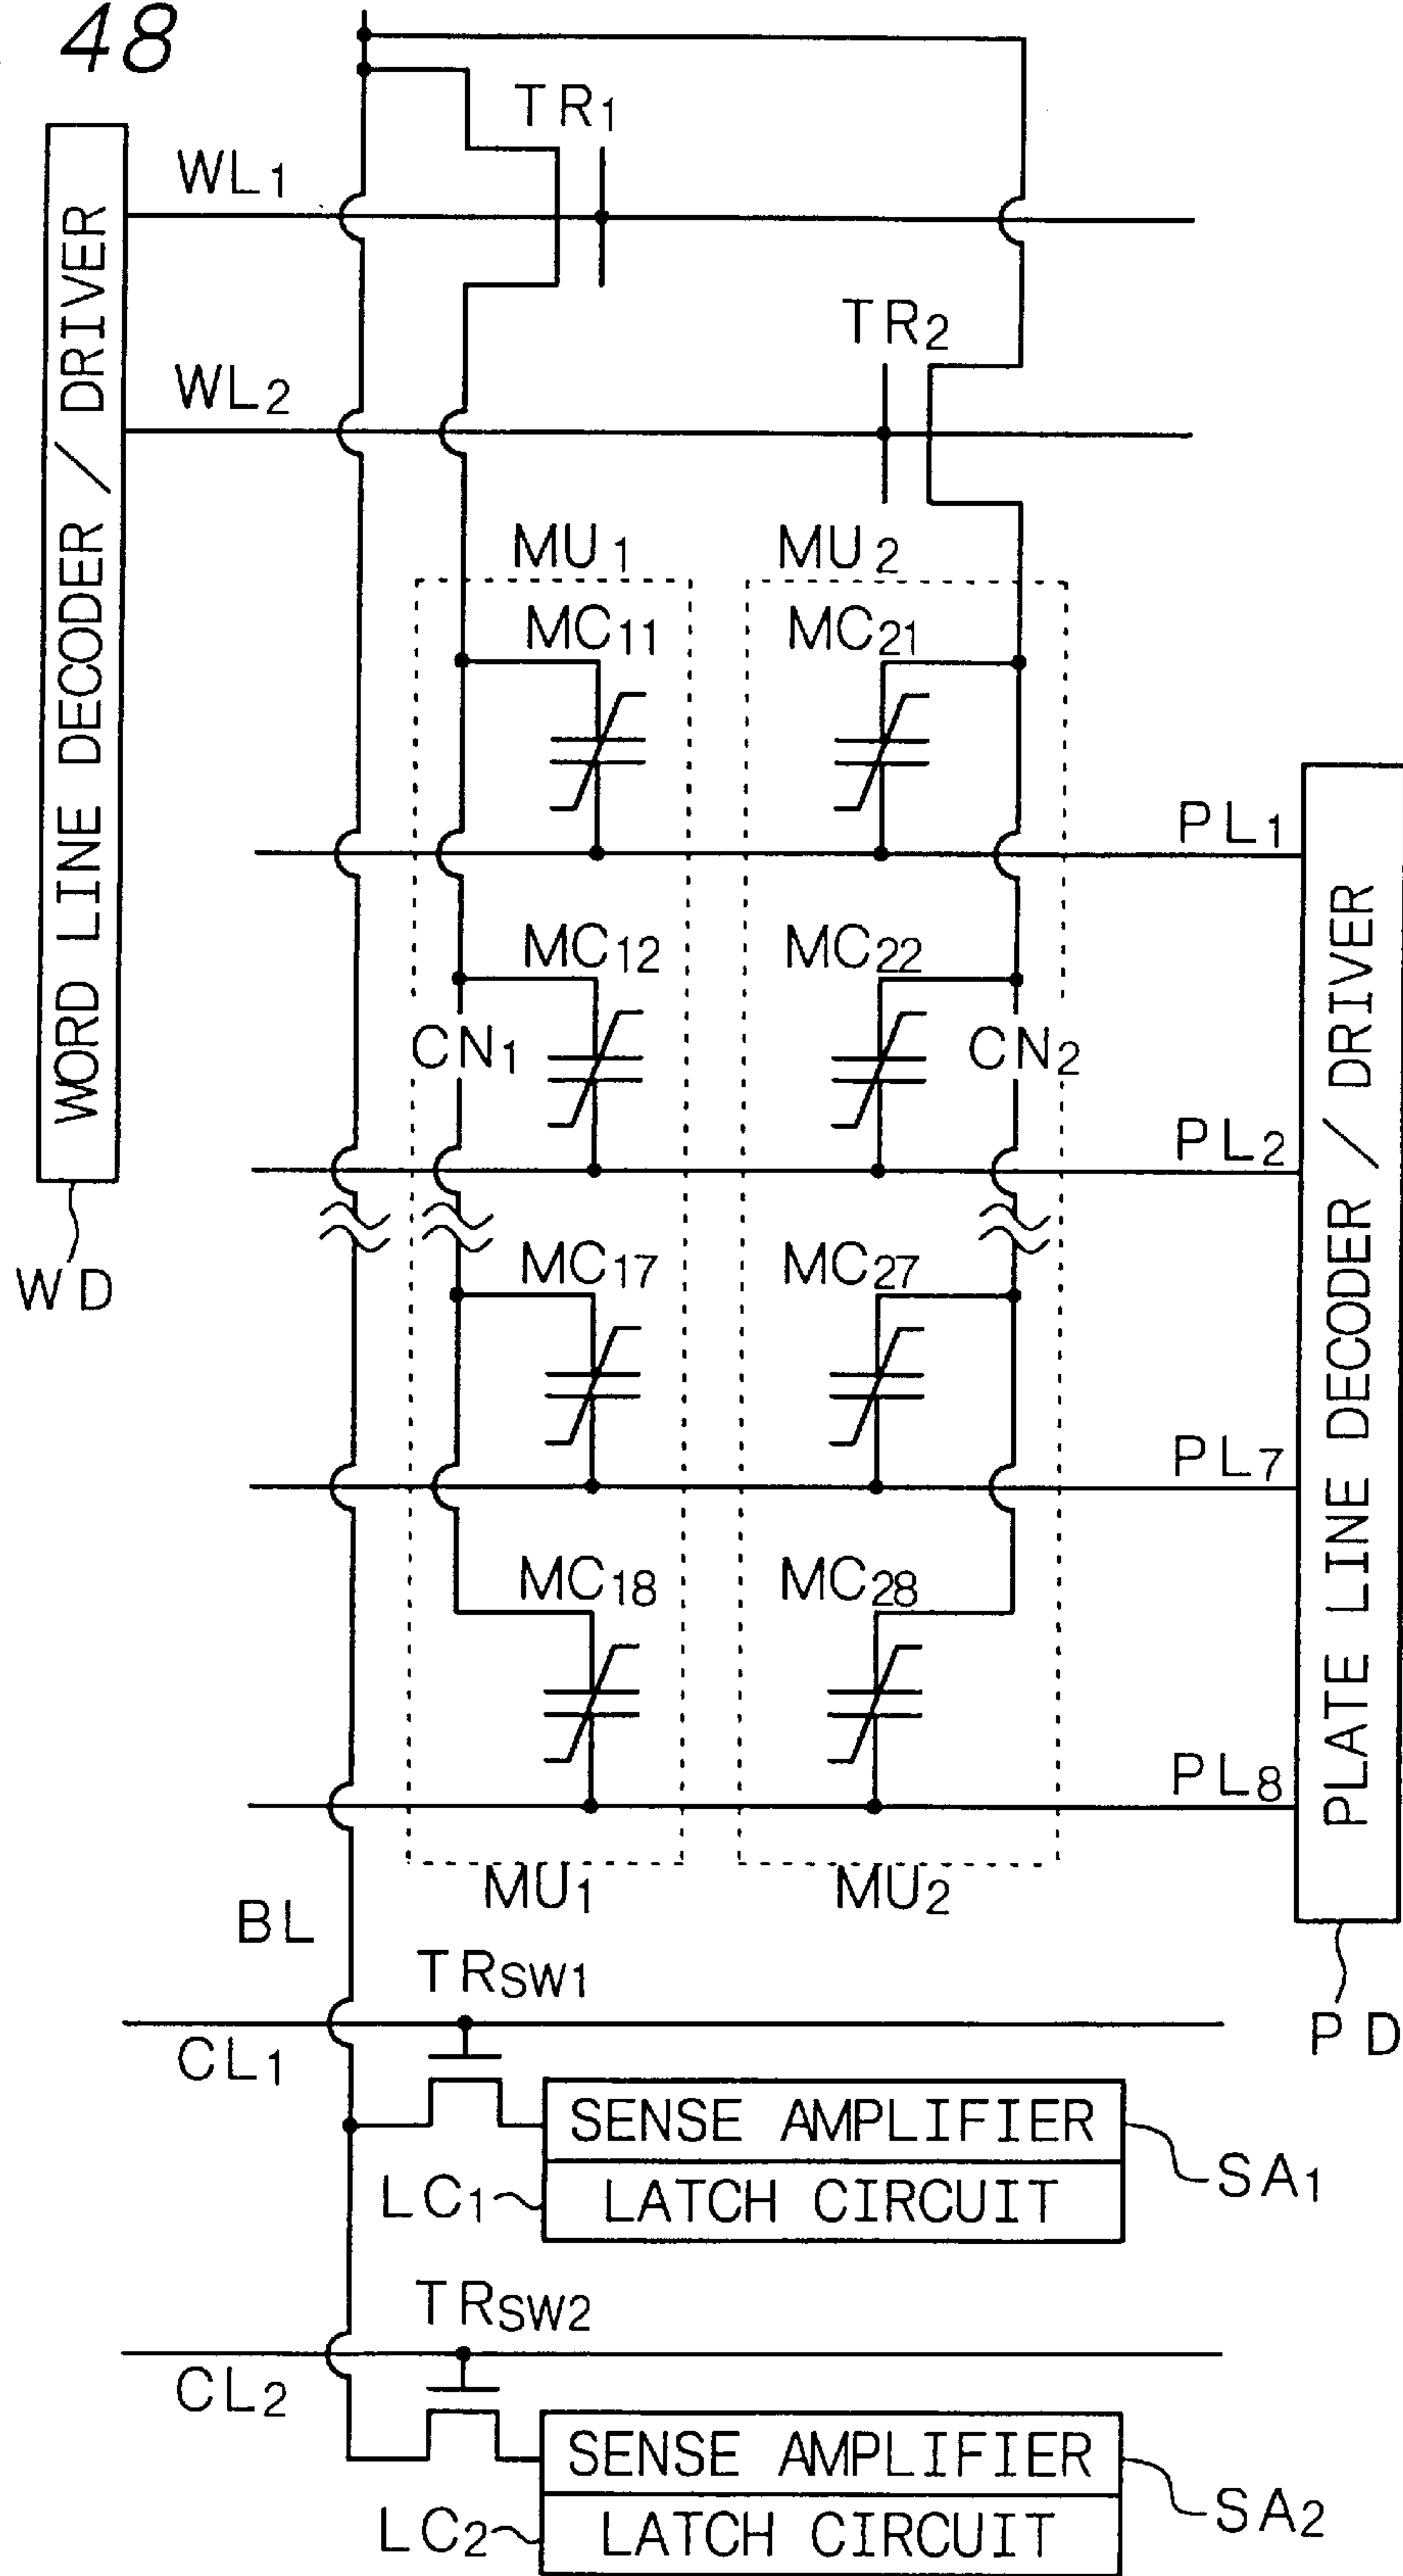 48
TR1
WL1
TR2
WL2
WORD LINE DECODER / DRIVER
MU1 MU2
MC11 MC21
PL1
MC12 MC22
CN1 CN2
PL2
WD
MC17 MC27
PL7
MC18 MC28
PL8
PLATE LINE DECODER / DRIVER
MU1 MU2
BL
TRSW1
PD
CL1
SENSE AMPLIFIER
SA1
LC1 LATCH CIRCUIT
TRSW2
CL2
SENSE AMPLIFIER
SA2
LC2 LATCH CIRCUIT